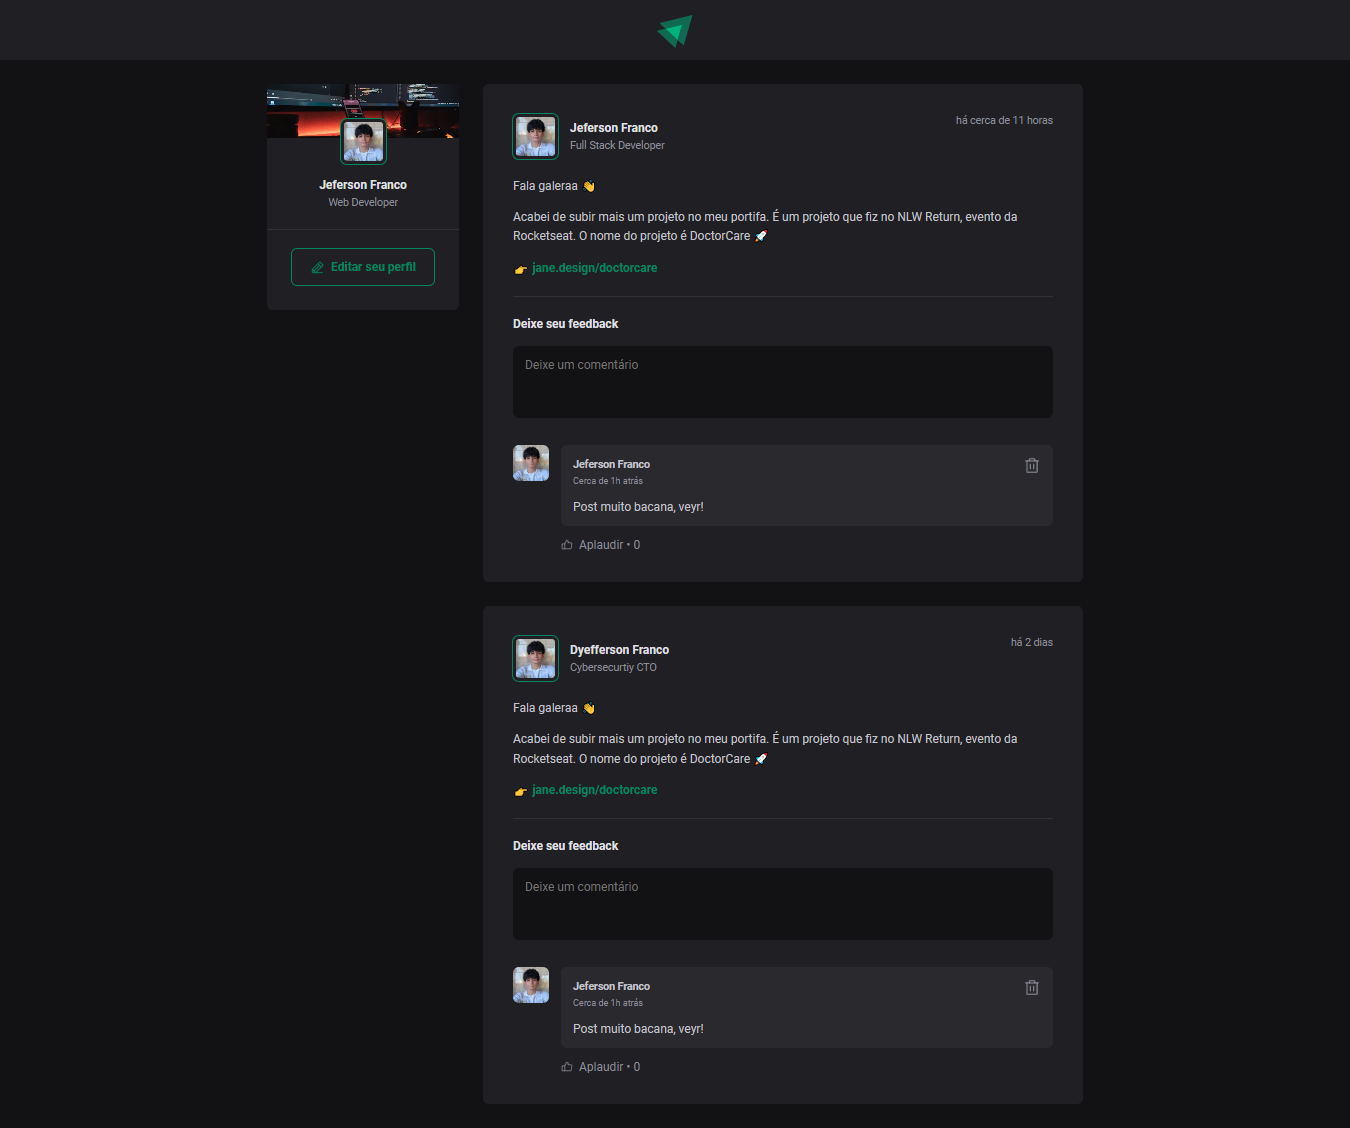 Jeferson Franco
Web Developer
Editar seu perfil
Jeferson Franco
Full Stack Developer
há cerca de 11 horas
Fala galeraa 👋
Acabei de subir mais um projeto no meu portifa. É um projeto que fiz no NLW Return, evento da
Rocketseat. O nome do projeto é DoctorCare 🚀
👉 jane.design/doctorcare
Deixe seu feedback
Deixe um comentário
Jeferson Franco
Cerca de 1h atrás
Post muito bacana, veyr!
Aplaudir • 0
Dyefferson Franco
Cybersecurtiy CTO
há 2 dias
Fala galeraa 👋
Acabei de subir mais um projeto no meu portifa. É um projeto que fiz no NLW Return, evento da
Rocketseat. O nome do projeto é DoctorCare 🚀
👉 jane.design/doctorcare
Deixe seu feedback
Deixe um comentário
Jeferson Franco
Cerca de 1h atrás
Post muito bacana, veyr!
Aplaudir • 0